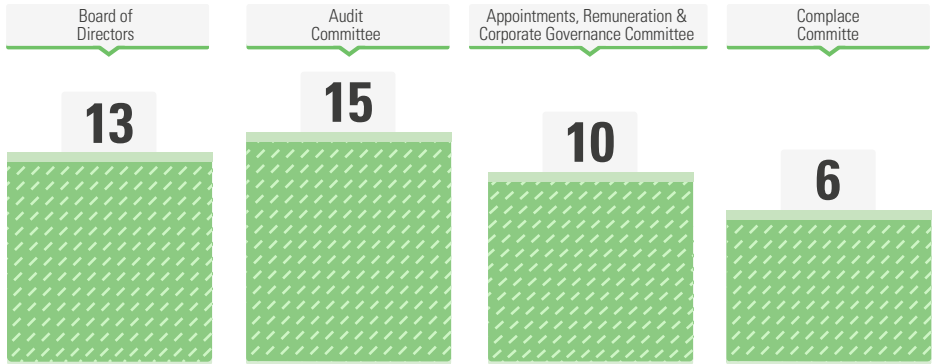 Board of
Directors
Audit
Committee
Appointments, Remuneration &
Corporate Governance Committee
Complace
Committe
13
15
10
6